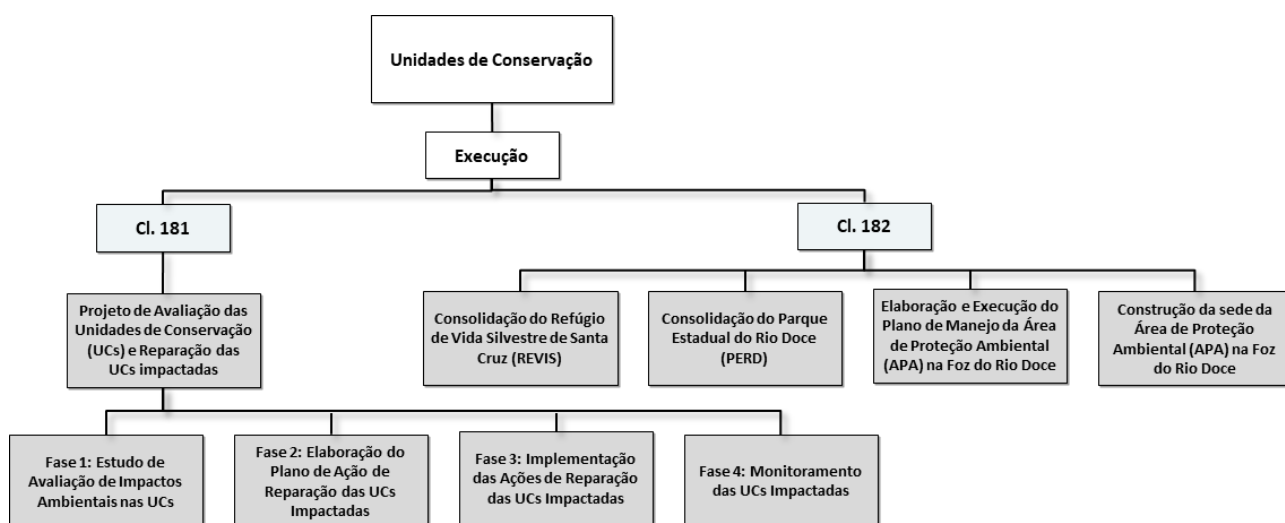 Unidades de Conservação
Execução
Cl. 181
Cl. 182
Projeto de Avaliação das
Unidades de Conservação
(UCs) e Reparação das
UCs impactadas
Consolidação do Refúgio
de Vida Silvestre de Santa
Cruz (REVIS)
Consolidação do Parque
Estadual do Rio Doce
(PERD)
Elaboração e Execução do
Plano de Manejo da Área
de Proteção Ambiental
(APA) na Foz do Rio Doce
Construção da sede da
Área de Proteção
Ambiental (APA) na Foz
do Rio Doce
Fase 1: Estudo de
Avaliação de Impactos
Ambientais nas UCs
Fase 2: Elaboração do
Plano de Ação de
Reparação das UCs
Impactadas
Fase 3: Implementação
das Ações de Reparação
das UCs Impactadas
Fase 4: Monitoramento
das UCs Impactadas